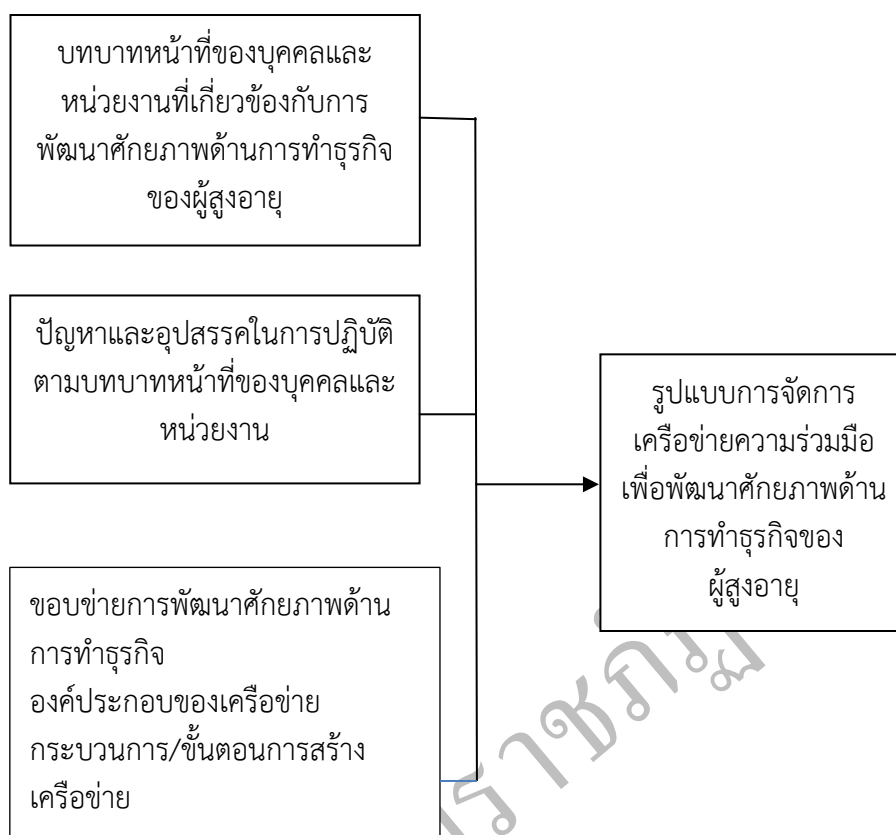 บทบาทหน้าที่ของบุคคลและ
หน่วยงานที่เกี่ยวข้องกับการ
พัฒนาศักยภาพด้านการทำธุรกิจ
ของผู้สูงอายุ
ปัญหาและอุปสรรคในการปฏิบัติ
ตามบทบาทหน้าที่ของบุคคลและ
หน่วยงาน
ขอบข่ายการพัฒนาศักยภาพด้าน
การทำธุรกิจ
องค์ประกอบของเครือข่าย
กระบวนการ/ขั้นตอนการสร้าง
เครือข่าย
รูปแบบการจัดการ
เครือข่ายความร่วมมือ
เพื่อพัฒนาศักยภาพด้าน
การทำธุรกิจของ
ผู้สูงอายุ
ราชภัฏ